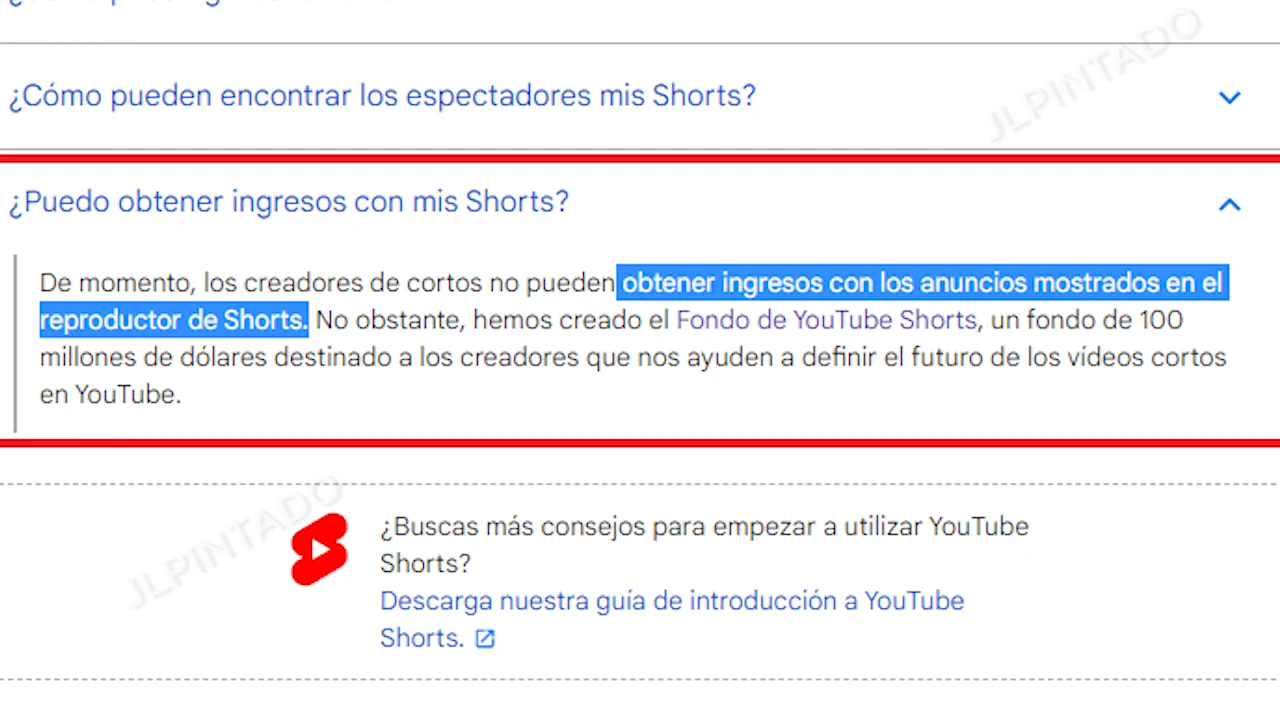 JLPINTADO
¿Cómo pueden encontrar los espectadores mis Shorts?
¿Puedo obtener ingresos con mis Shorts?
De momento, los creadores de cortos no pueden obtener ingresos con los anuncios mostrados en el
reproductor de Shorts. No obstante, hemos creado el Fondo de YouTube Shorts, un fondo de 100
millones de dólares destinado a los creadores que nos ayuden a definir el futuro de los vídeos cortos
en YouTube.
JLPINTADO
¿Buscas más consejos para empezar a utilizar YouTube
Shorts?
Descarga nuestra guía de introducción a YouTube
Shorts.